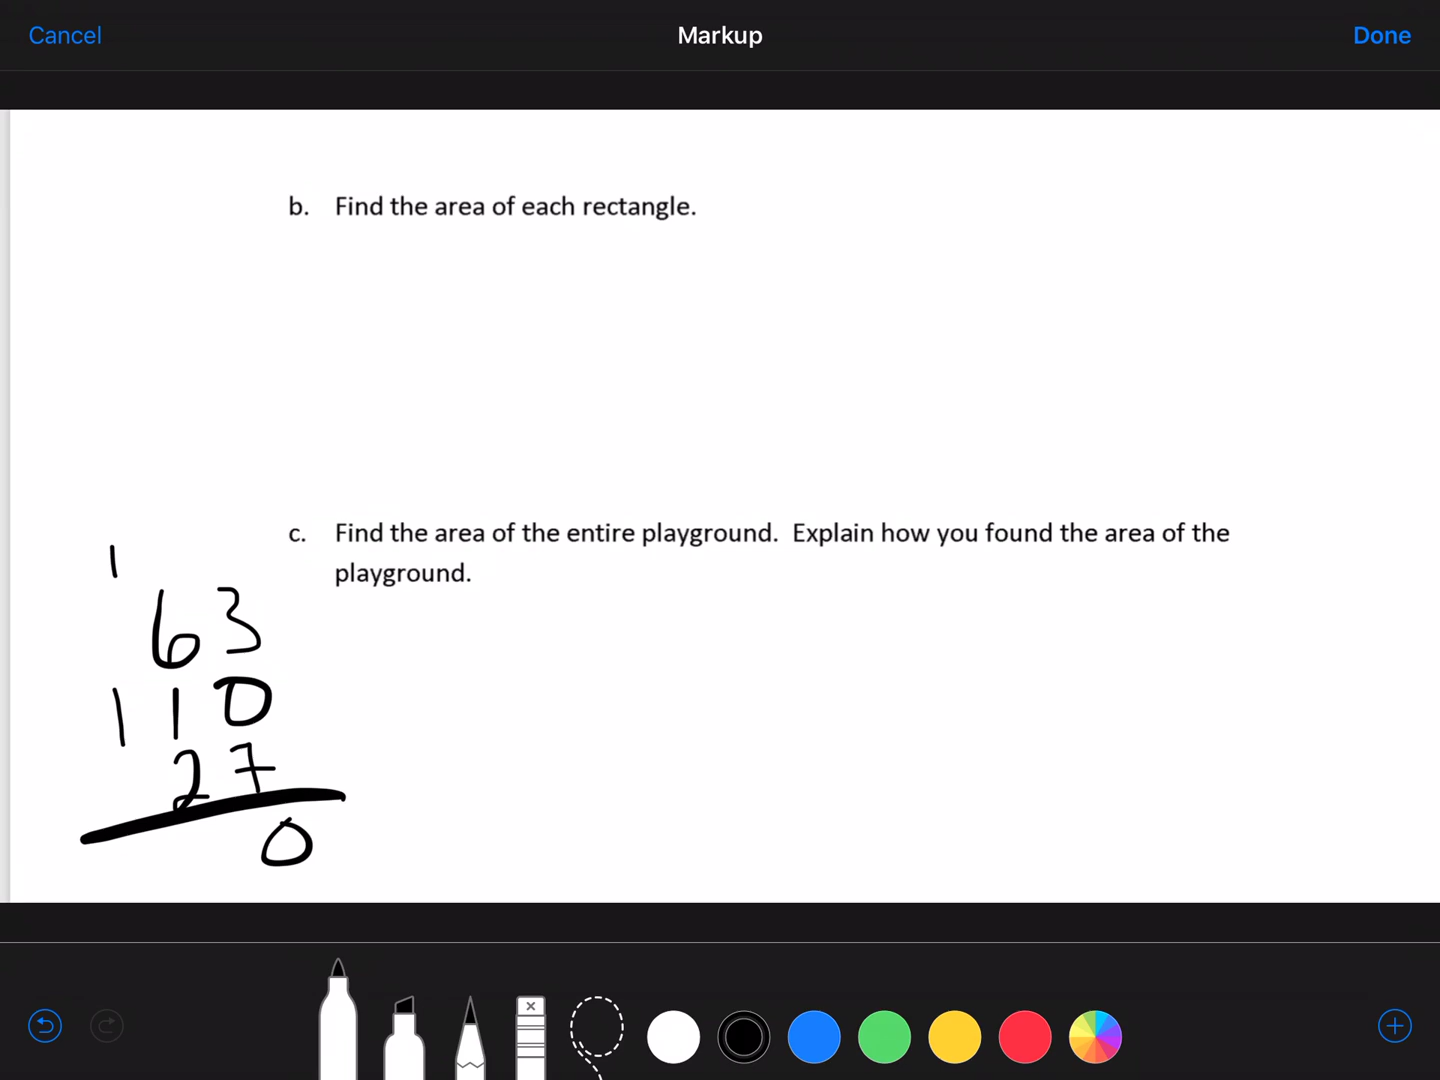 Cancel Markup Done
b. Find the area of each rectangle.
c. Find the area of the entire playground. Explain how you found the area of the
playground.
1
63
110
27
0